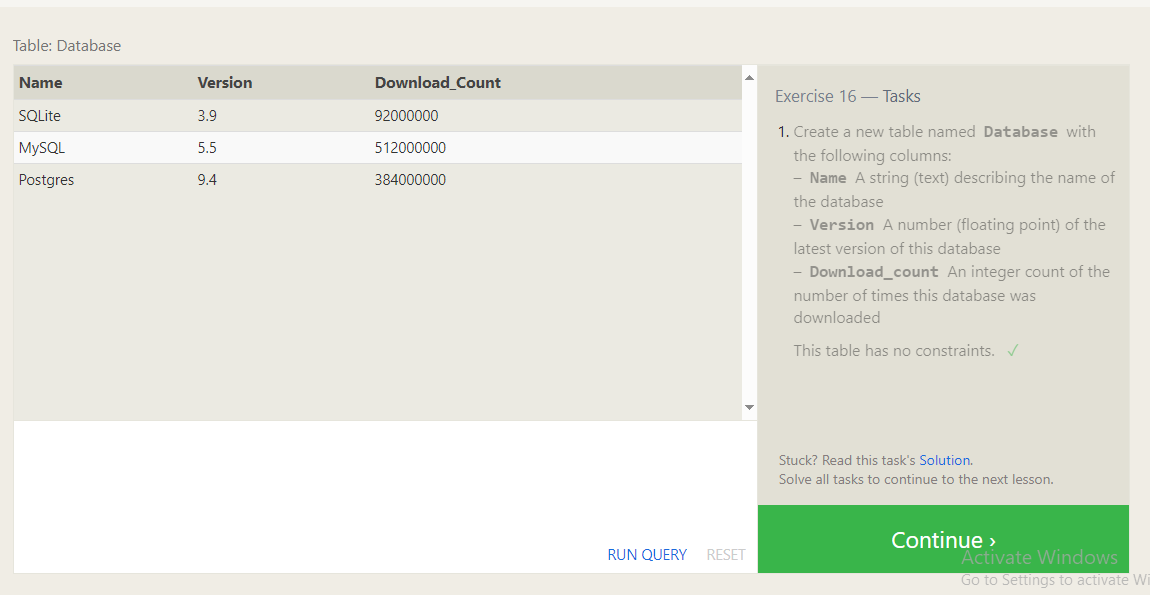 Table: Database
Name Version Download_Count
SQLite 3.9 92000000
MySQL 5.5 512000000
Postgres 9.4 384000000
RUN QUERY RESET
Exercise 16 — Tasks
1. Create a new table named Database with
the following columns:
– Name A string (text) describing the name of
the database
– Version A number (floating point) of the
latest version of this database
– Download_count An integer count of the
number of times this database was
downloaded
This table has no constraints. ✓
Stuck? Read this task's Solution.
Solve all tasks to continue to the next lesson.
Continue ›
Activate Windows
Go to Settings to activate Wi